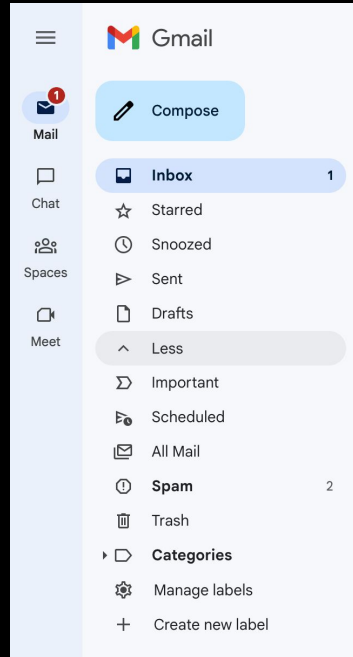 Gmail
1
Mail
Chat
Spaces
Meet
Compose
Inbox 1
Starred
Snoozed
Sent
Drafts
Less
Important
Scheduled
All Mail
Spam 2
Trash
Categories
Manage labels
Create new label